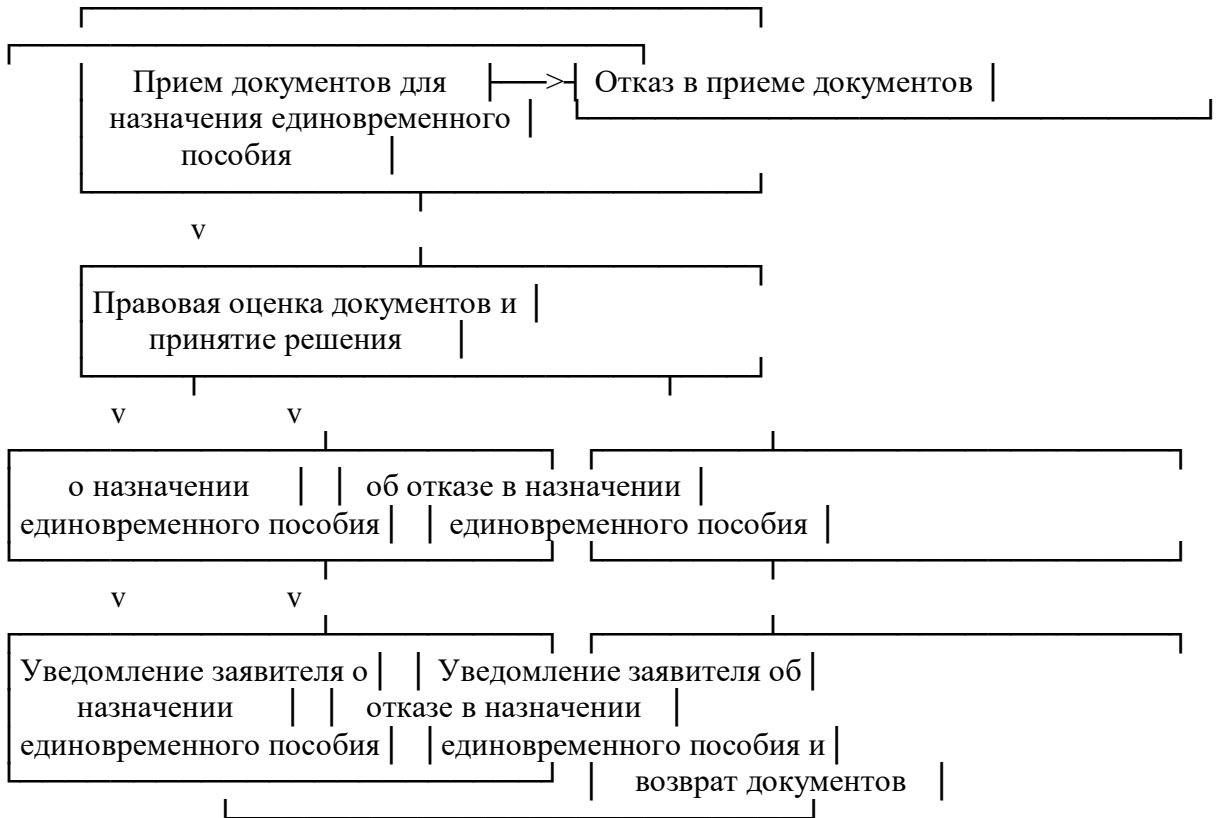 Прием документов для ├──>┤ Отказ в приеме документов │
назначения единовременного │
пособия │
v
Правовая оценка документов и │
принятие решения │
v v
о назначении │ │ об отказе в назначении │
единовременного пособия │ │ единовременного пособия │
v v
Уведомление заявителя о │ │ Уведомление заявителя об │
назначении │ │ отказе в назначении │
единовременного пособия │ │ единовременного пособия и │
│ возврат документов │